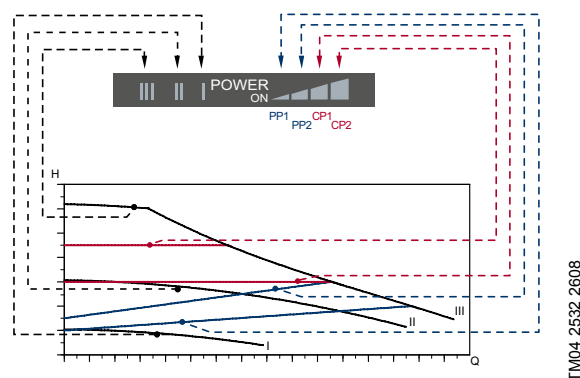 III II I POWER ON
PP1 PP2 CP1 CP2
H
III
II
I
Q
TM04 2532 2608